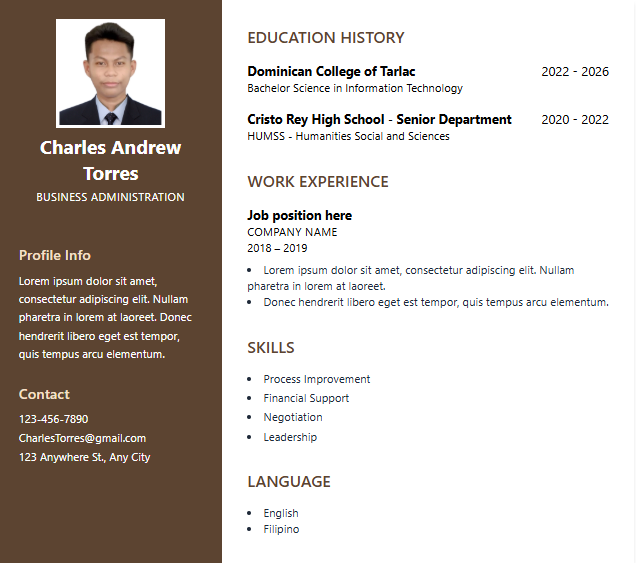 Charles Andrew
Torres
BUSINESS ADMINISTRATION
Profile Info
Lorem ipsum dolor sit amet,
consectetur adipiscing elit. Nullam
pharetra in lorem at laoreet. Donec
hendrerit libero eget est tempor,
quis tempus arcu elementum.
Contact
123-456-7890
CharlesTorres@gmail.com
123 Anywhere St., Any City
EDUCATION HISTORY
Dominican College of Tarlac 2022 - 2026
Bachelor Science in Information Technology
Cristo Rey High School - Senior Department 2020 - 2022
HUMSS - Humanities Social and Sciences
WORK EXPERIENCE
Job position here
COMPANY NAME
2018 – 2019
• Lorem ipsum dolor sit amet, consectetur adipiscing elit. Nullam
pharetra in lorem at laoreet.
• Donec hendrerit libero eget est tempor, quis tempus arcu elementum.
SKILLS
• Process Improvement
• Financial Support
• Negotiation
• Leadership
LANGUAGE
• English
• Filipino